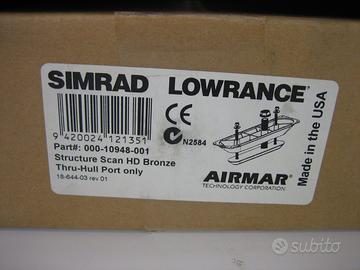 SIMRAD LOWRANCE
9 420024 121351
CE
N2584
Part#: 000-10948-001
Structure Scan HD Bronze
Thru-Hull Port only
18-644-03 rev 01
AIRMAR
TECHNOLOGY CORPORATION
Made in the USA
subito